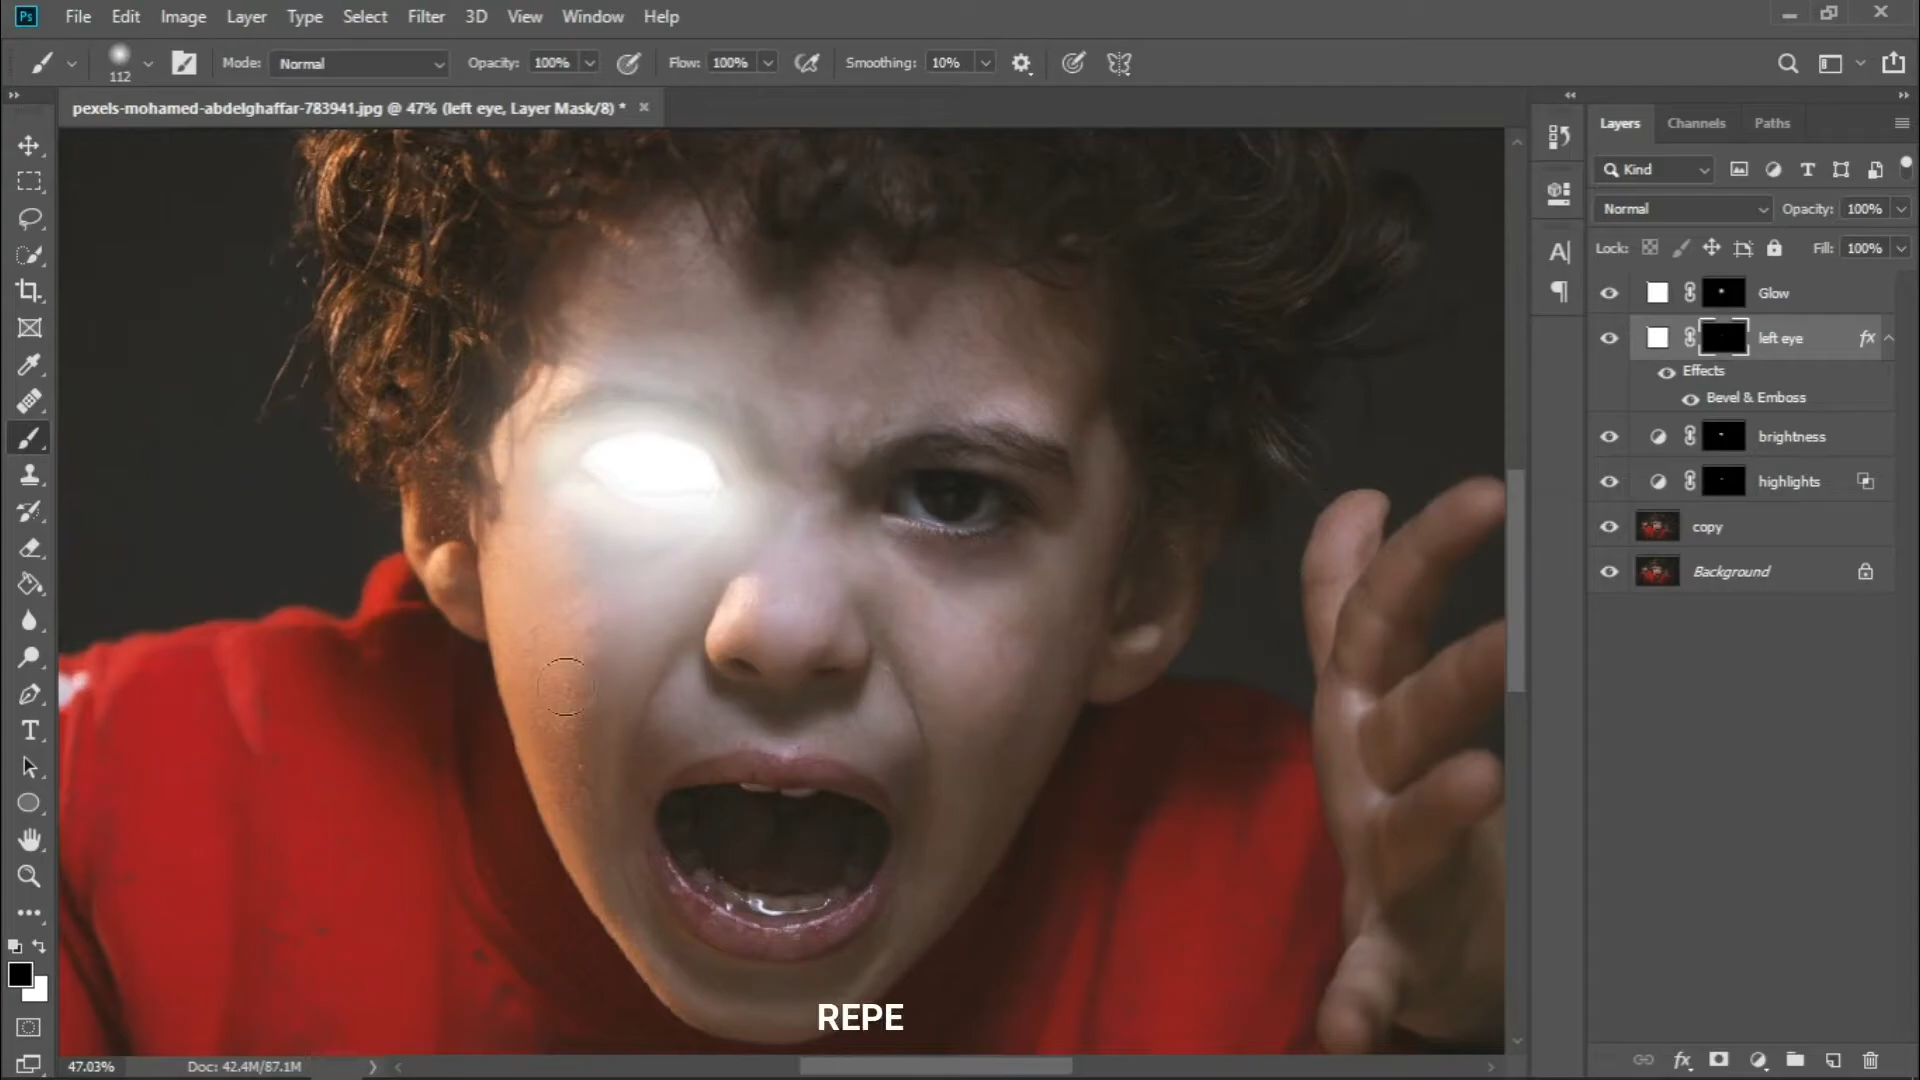 Ps File Edit Image Layer Type Select Filter 3D View Window Help
112 Mode: Normal Opacity: 100% Flow: 100% Smoothing: 10%
pexels-mohamed-abdelghaffar-783941.jpg @ 47% (left eye, Layer Mask/8) *
Layers Channels Paths
Kind
Normal Opacity: 100%
Lock: Fill: 100%
Glow
left eye fx
Effects
Bevel & Emboss
brightness
highlights
copy
Background
REPE
47.03% Doc: 42.4M/87.1M